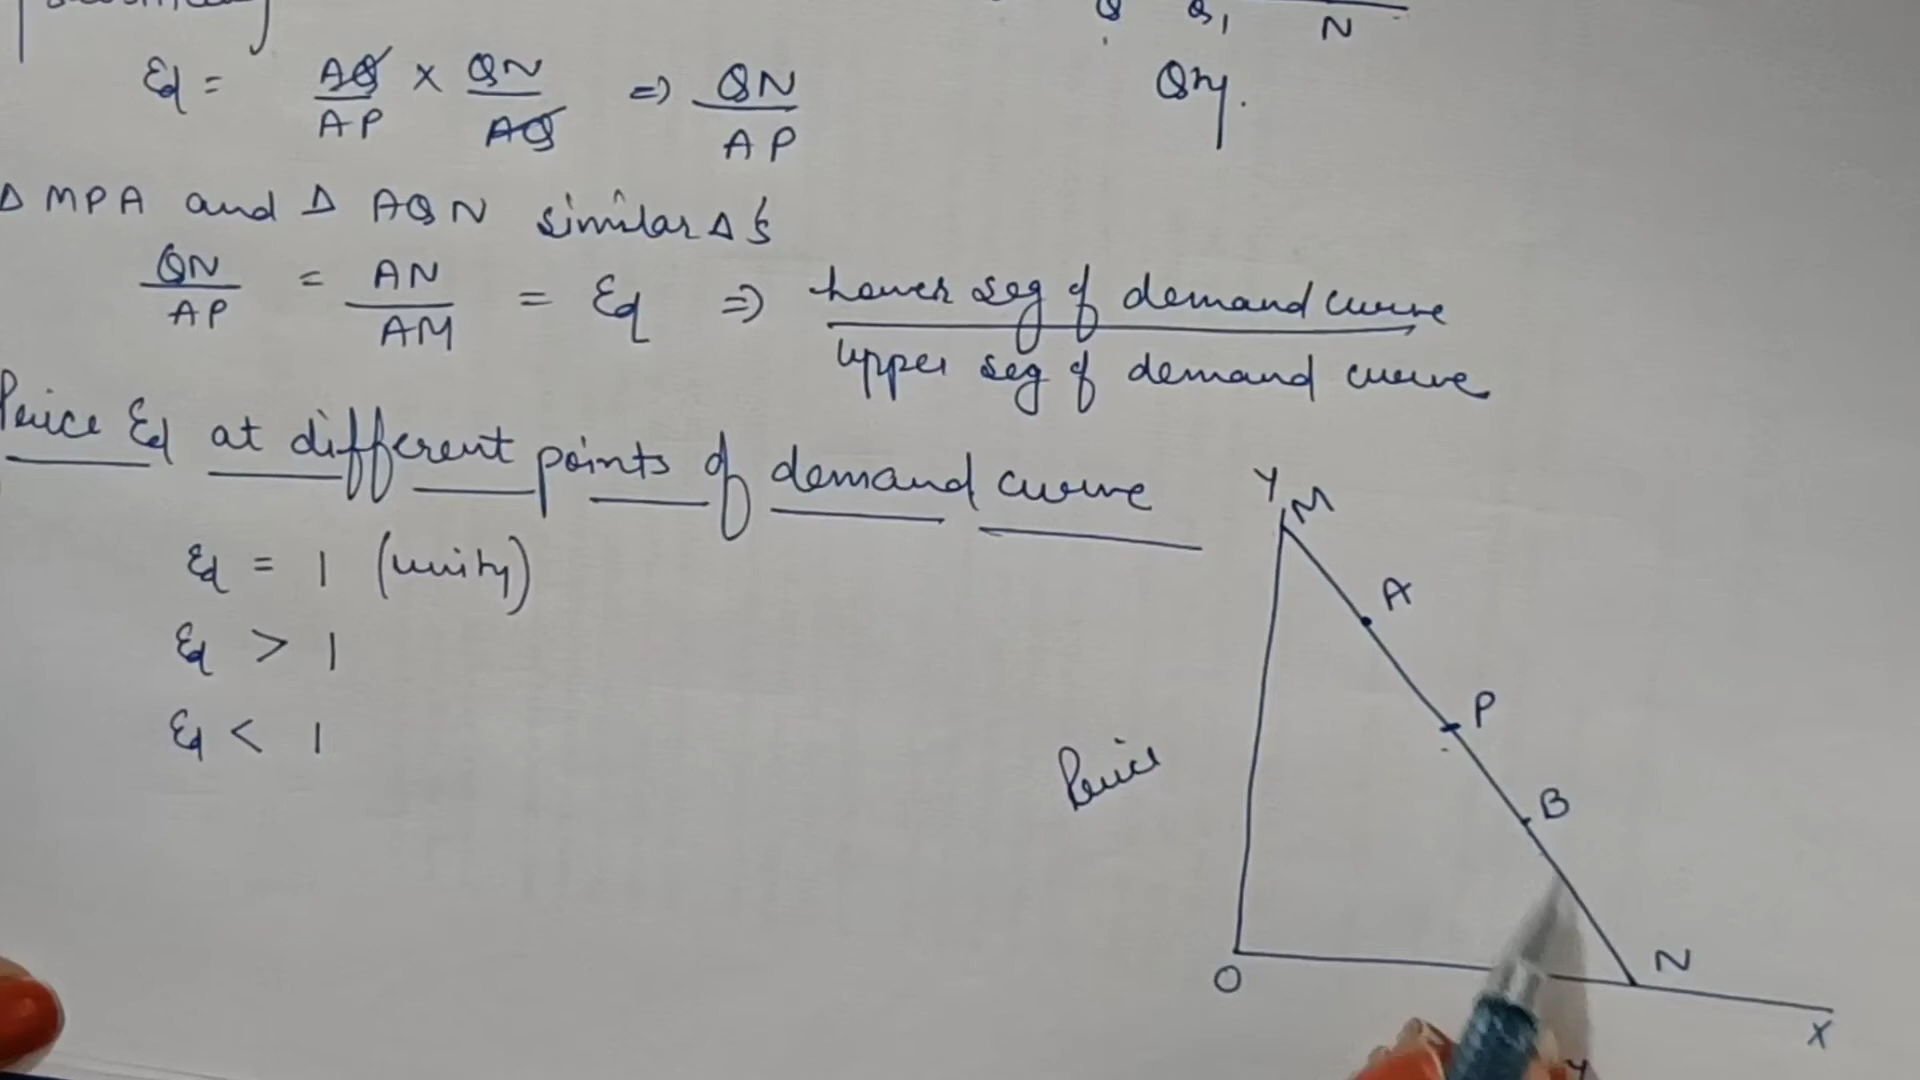 Q Q1 N
Qty.
Ed = AQ/AP × QN/AQ ⇒ QN/AP
Δ MPA and Δ AQN similar Δ's
QN/AP = AN/AM = Ed ⇒ Lower seg of demand curve / upper seg of demand curve
Price Ed at different points of demand curve
Ed = 1 (unity)
Ed > 1
Ed < 1
Y M
A
P
Price
B
O
N
X